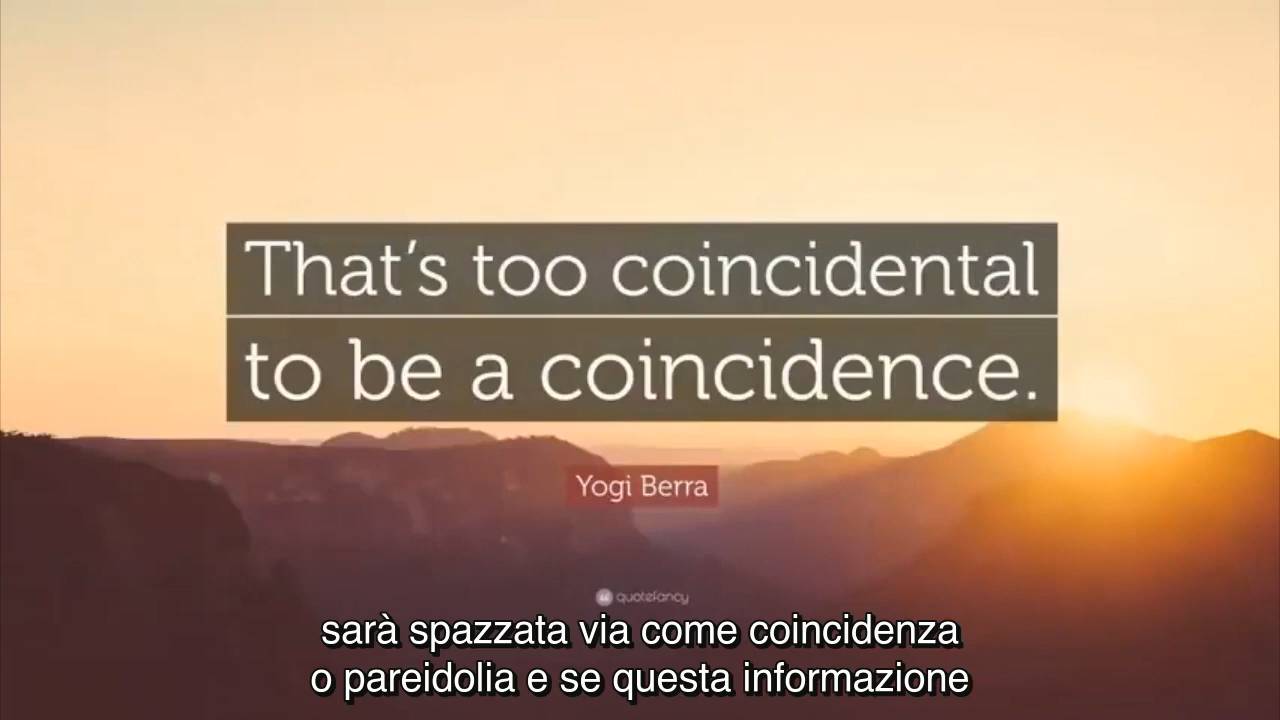 That's too coincidental
to be a coincidence.
Yogi Berra
quotefancy
sarà spazzata via come coincidenza
o pareidolia e se questa informazione